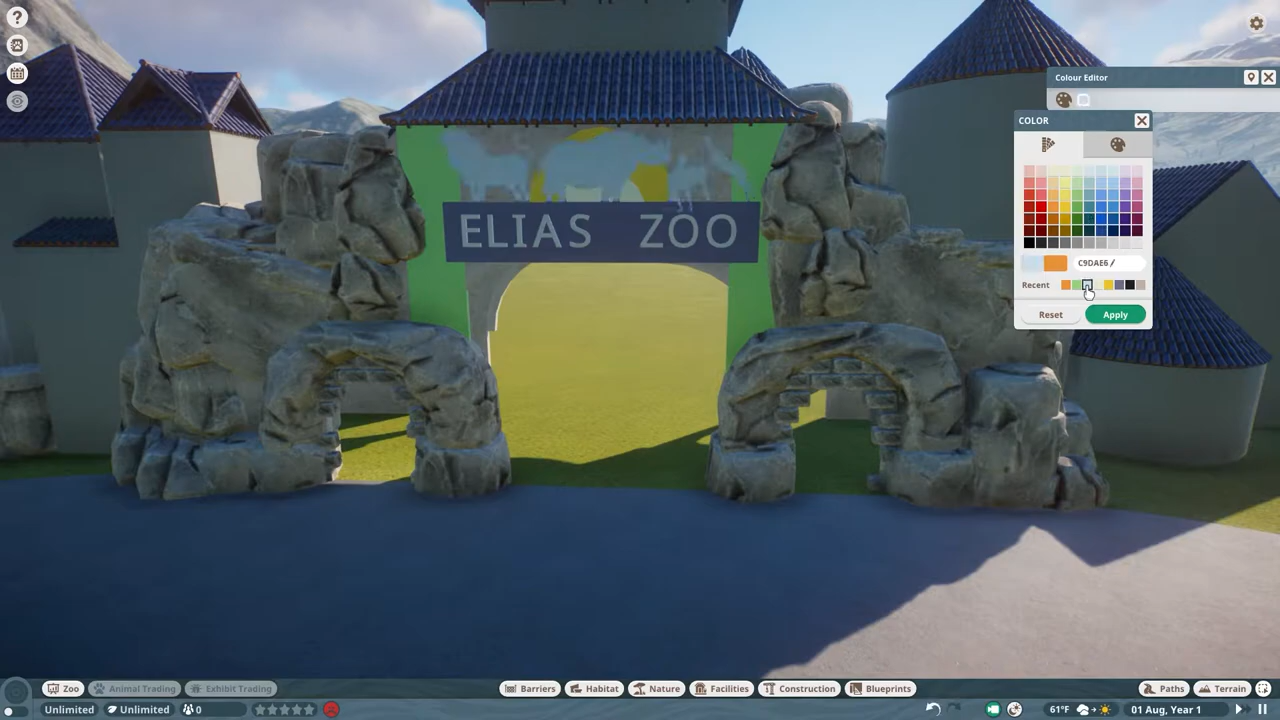 ?
Colour Editor
COLOR
C9DAE6
Recent
Reset
Apply
ELIAS ZOO
Zoo
Animal Trading
Exhibit Trading
Barriers
Habitat
Nature
Facilities
Construction
Blueprints
Paths
Terrain
Unlimited
Unlimited
0
61°F
01 Aug, Year 1